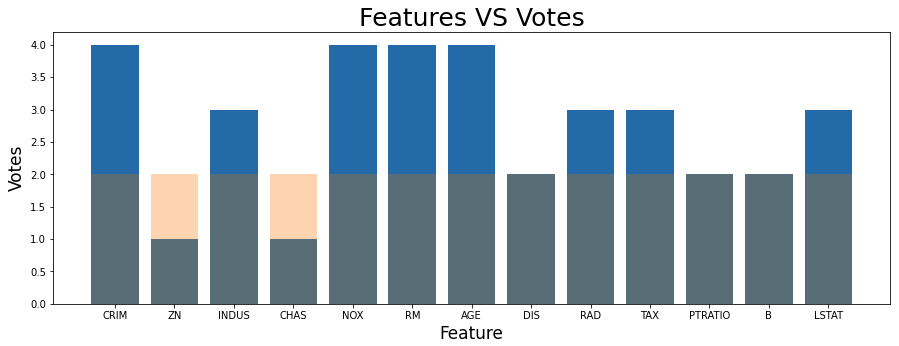 Features VS Votes
Votes
4.0
3.5
3.0
2.5
2.0
1.5
1.0
0.5
0.0
CRIM ZN INDUS CHAS NOX RM AGE DIS RAD TAX PTRATIO B LSTAT
Feature